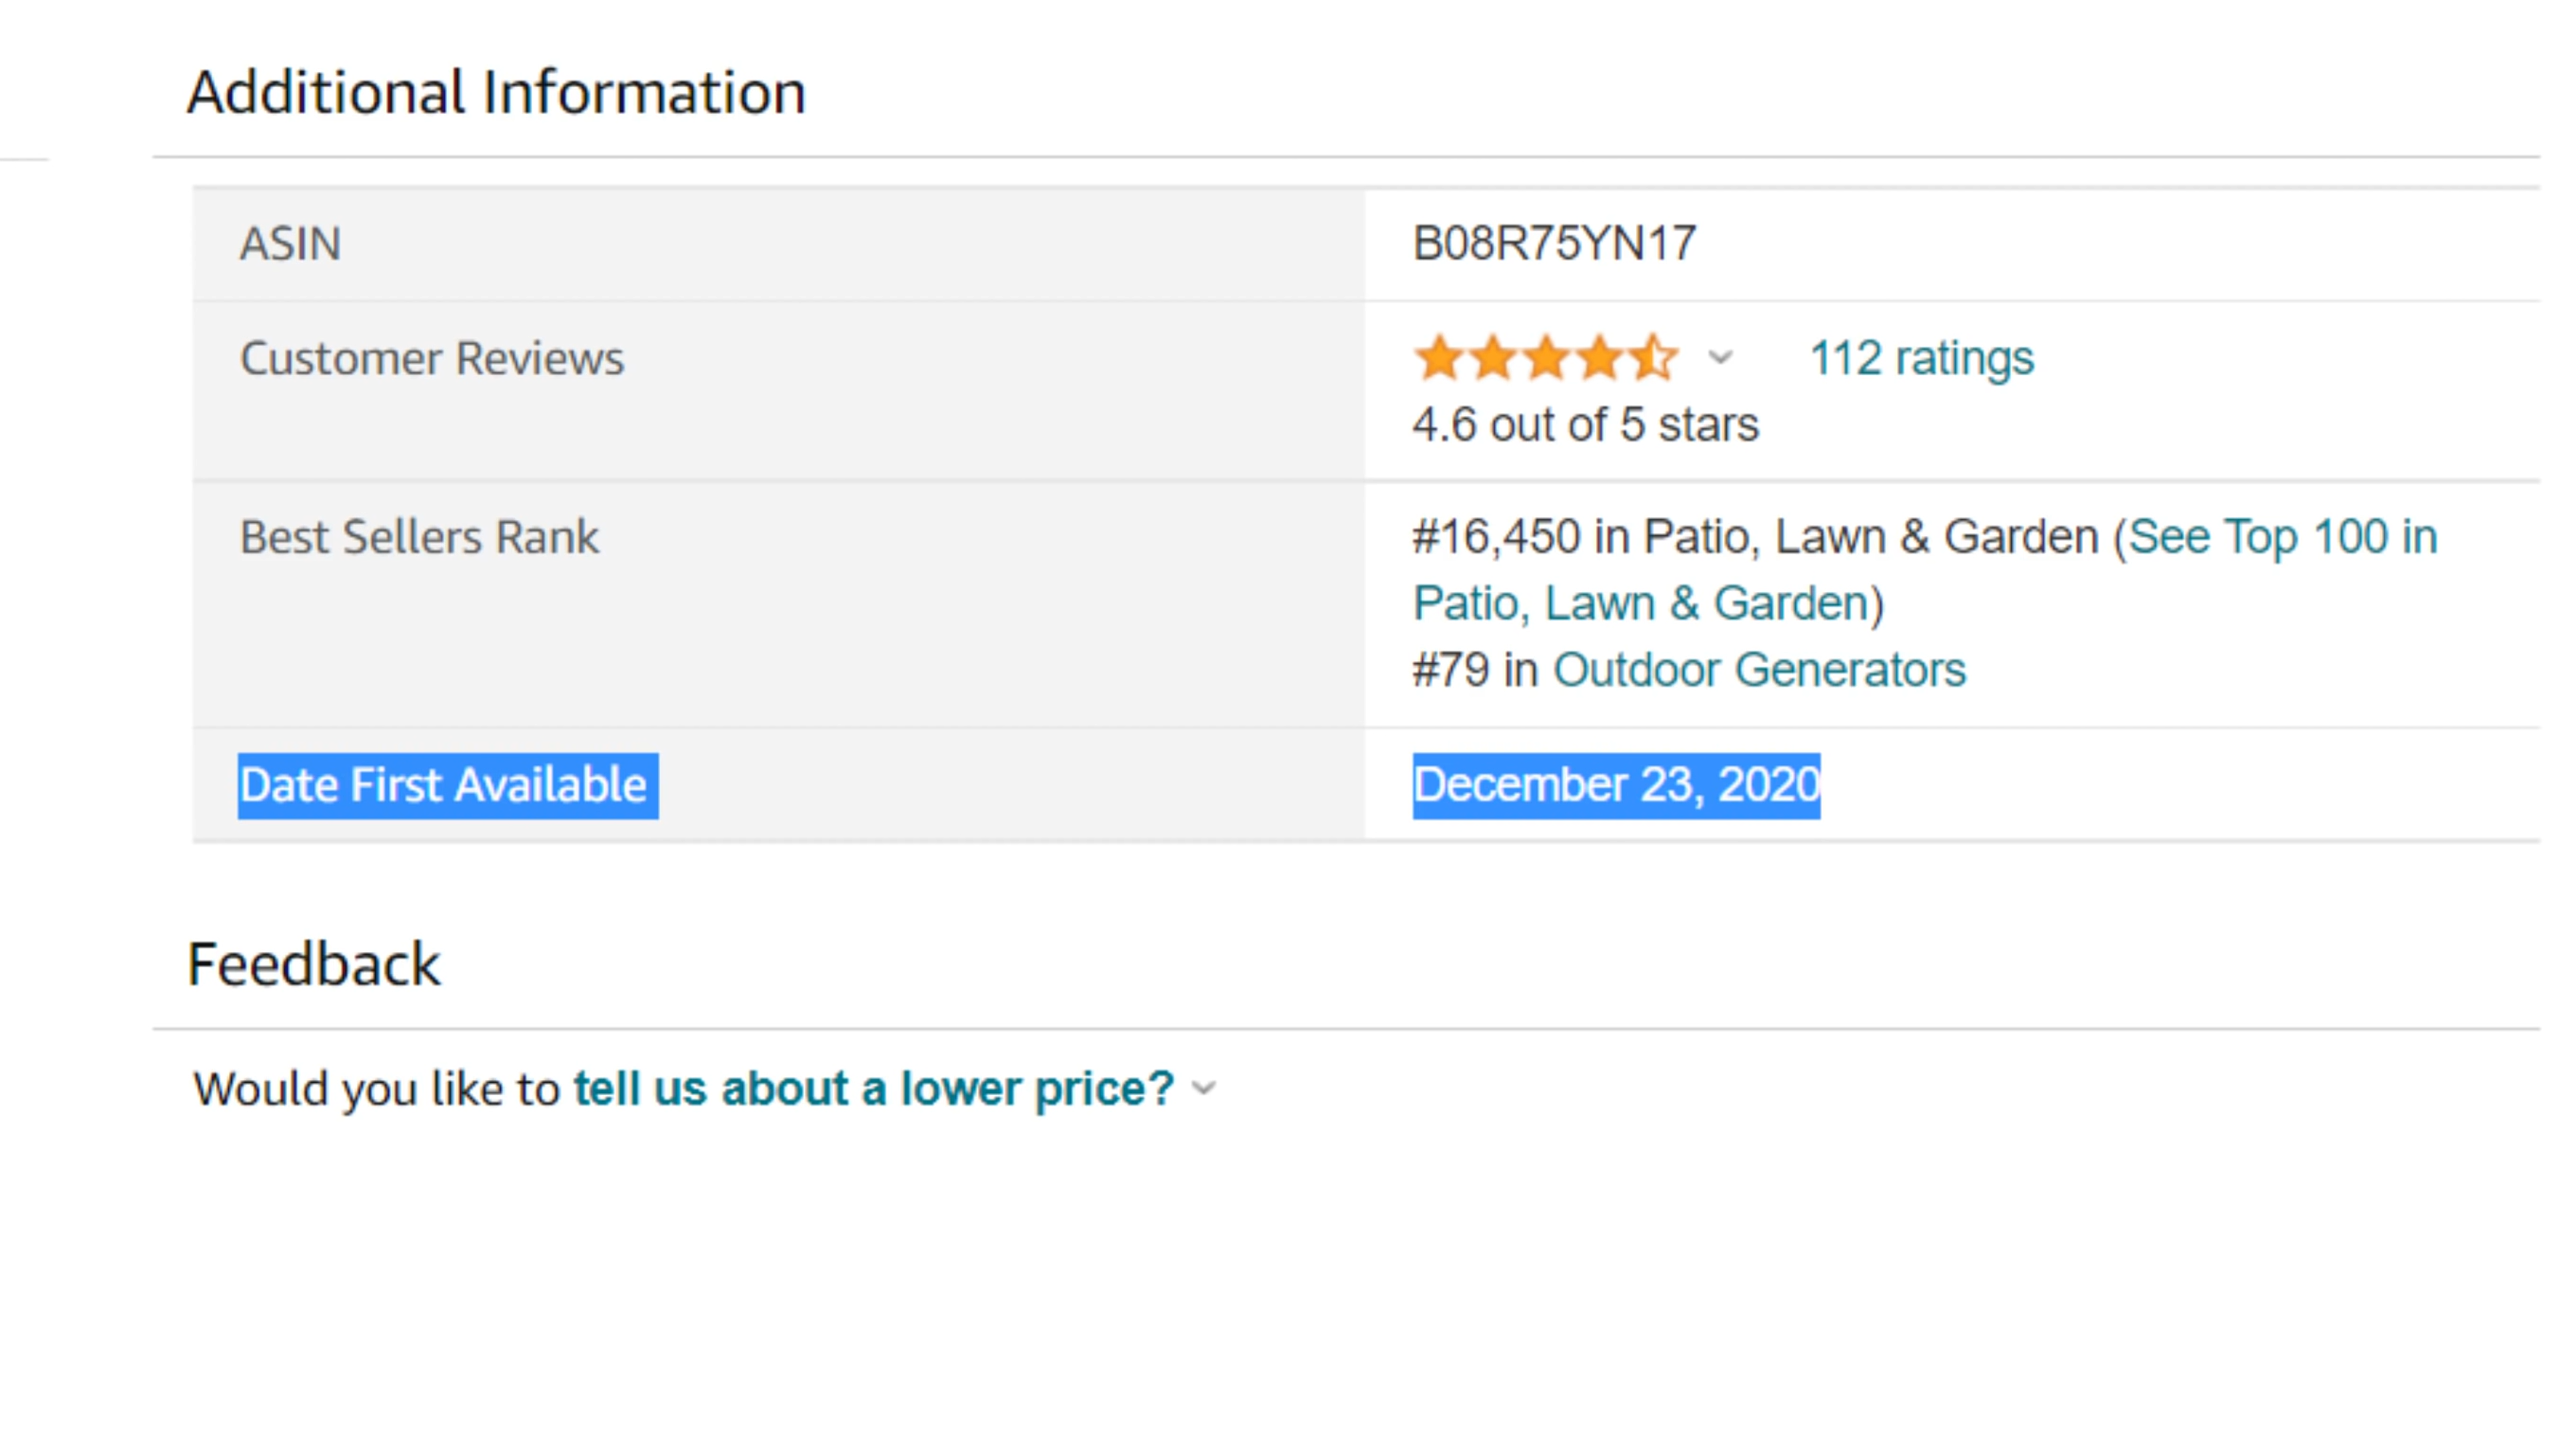 Additional Information
ASIN B08R75YN17
Customer Reviews 112 ratings
4.6 out of 5 stars
Best Sellers Rank #16,450 in Patio, Lawn & Garden (See Top 100 in
Patio, Lawn & Garden)
#79 in Outdoor Generators
Date First Available December 23, 2020
Feedback
Would you like to tell us about a lower price?